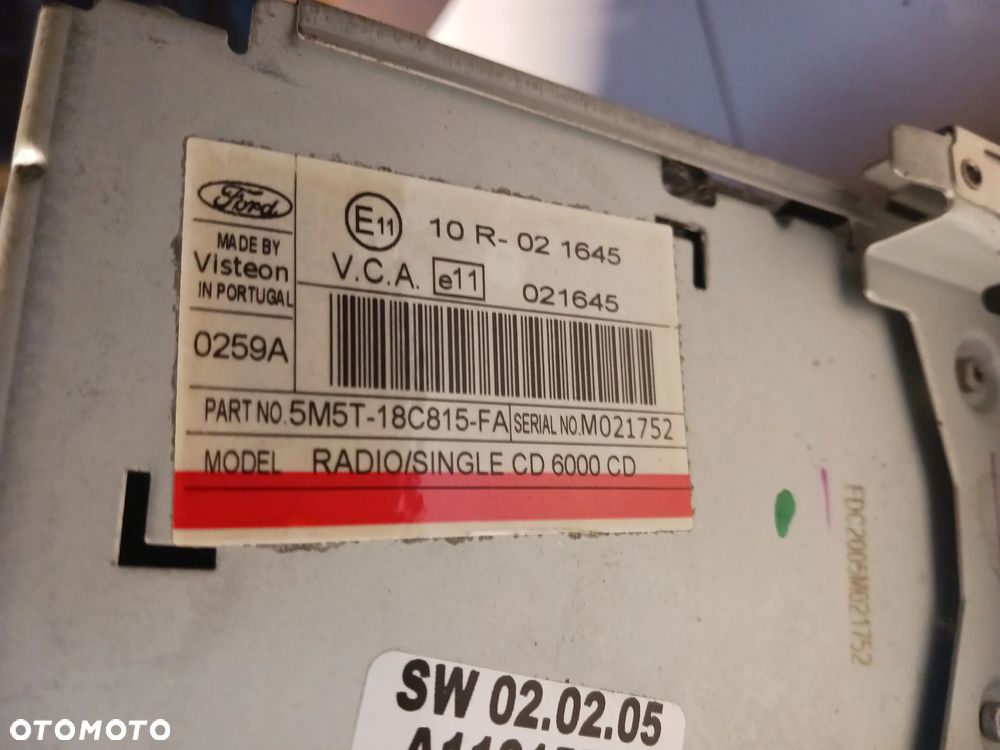 Ford
MADE BY
Visteon
IN PORTUGAL
0259A
E11 10 R- 02 1645
V.C.A. e11 021645
PART NO. 5M5T-18C815-FA SERIAL NO. M021752
MODEL RADIO/SINGLE CD 6000 CD
FDC2005M021752
SW 02.02.05
OTOMOTO